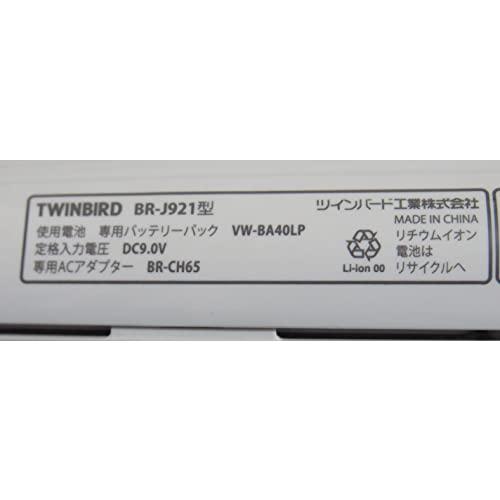 TWINBIRD BR-J921型
使用電池 専用バッテリーパック VW-BA40LP
定格入力電圧 DC9.0V
専用ACアダプター BR-CH65
ツインバード工業株式会社
MADE IN CHINA
リチウムイオン
電池は
リサイクルへ
Li-ion 00